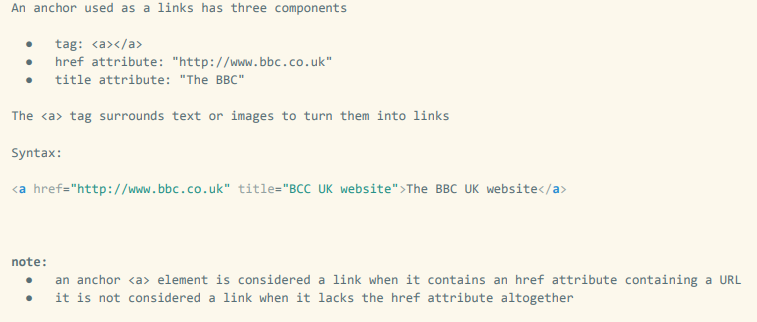 An anchor used as a links has three components
● tag: <a></a>
● href attribute: "http://www.bbc.co.uk"
● title attribute: "The BBC"
The <a> tag surrounds text or images to turn them into links
Syntax:
<a href="http://www.bbc.co.uk" title="BCC UK website">The BBC UK website</a>
note:
● an anchor <a> element is considered a link when it contains an href attribute containing a URL
● it is not considered a link when it lacks the href attribute altogether